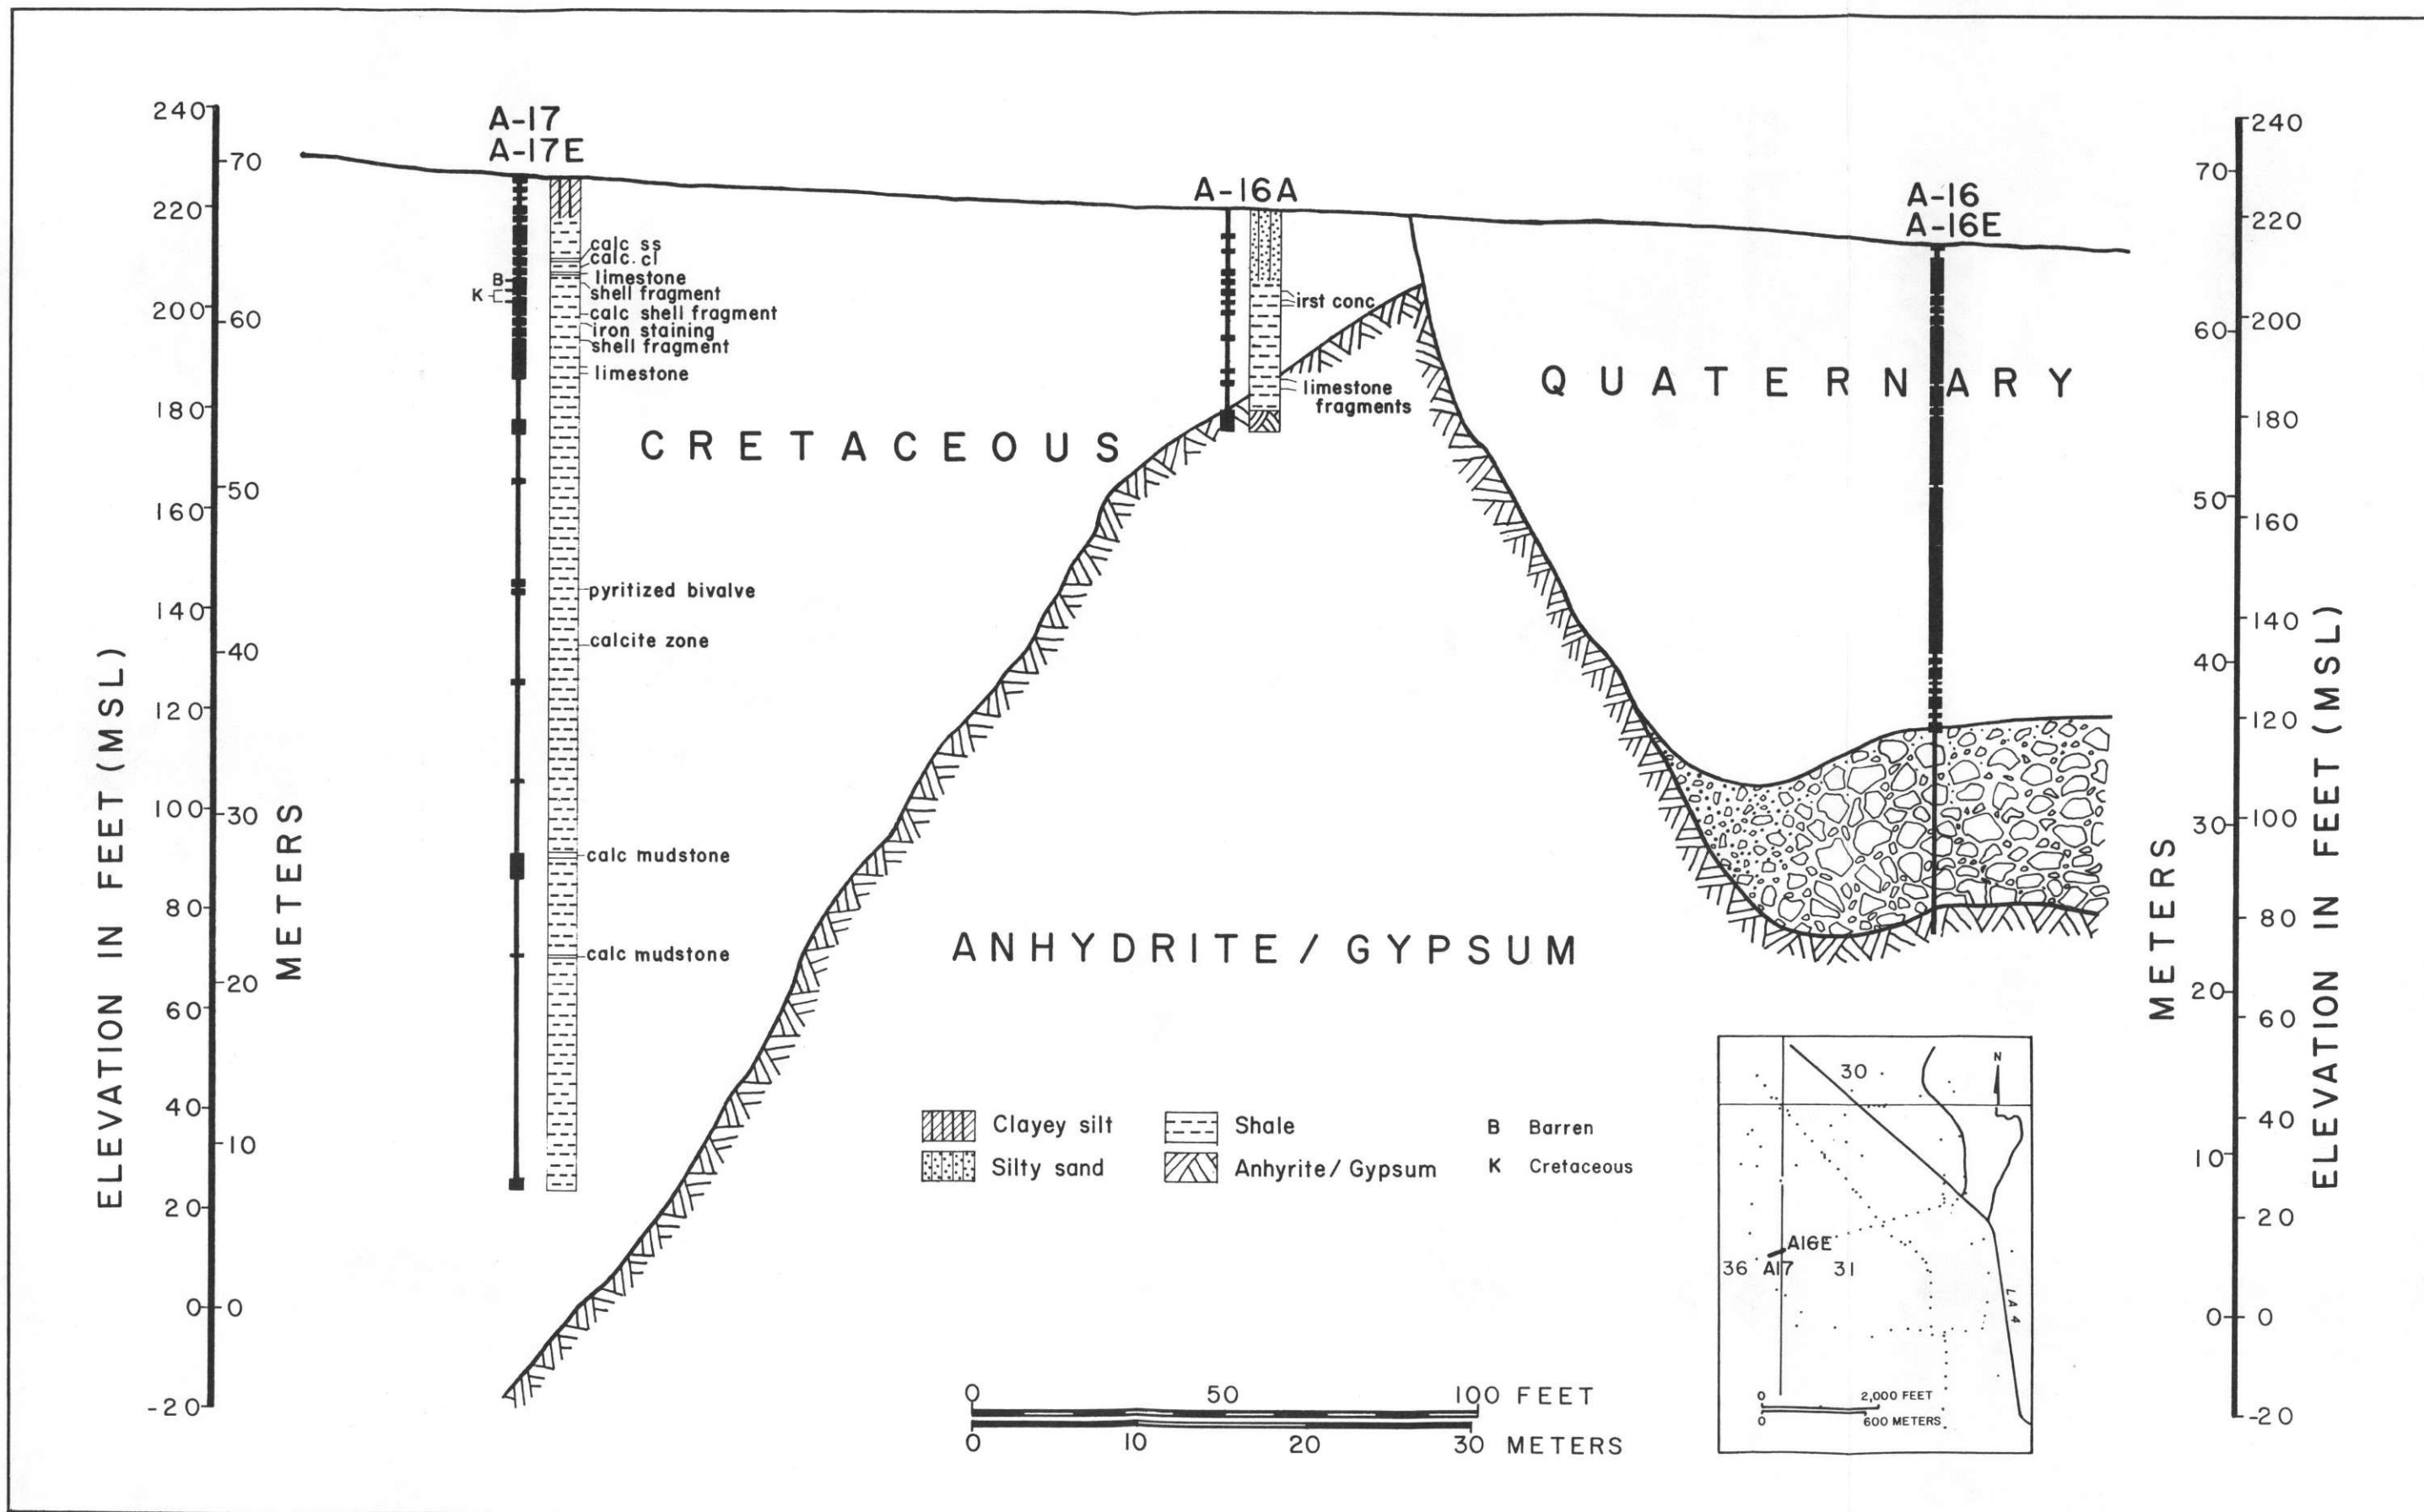 240
220
200
180
160
140
120
100
80
60
40
20
0
-20
70
60
50
40
30
20
10
0
ELEVATION IN FEET (MSL)
METERS
A-17
A-17E
B
K
calc ss
calc. cl
limestone
shell fragment
calc shell fragment
iron staining
shell fragment
limestone
pyritized bivalve
calcite zone
calc mudstone
calc mudstone
CRETACEOUS
A-16A
irst conc
limestone
fragments
QUATERNARY
A-16
A-16E
ANHYDRITE / GYPSUM
Clayey silt
Silty sand
Shale
Anhyrite/ Gypsum
B Barren
K Cretaceous
0 50 100 FEET
0 10 20 30 METERS
30
N
A16E
36 A17 31
LA 4
0 2,000 FEET
0 600 METERS
METERS
70
60
50
40
30
20
10
0
240
220
200
180
160
140
120
100
80
60
40
20
0
-20
ELEVATION IN FEET (MSL)